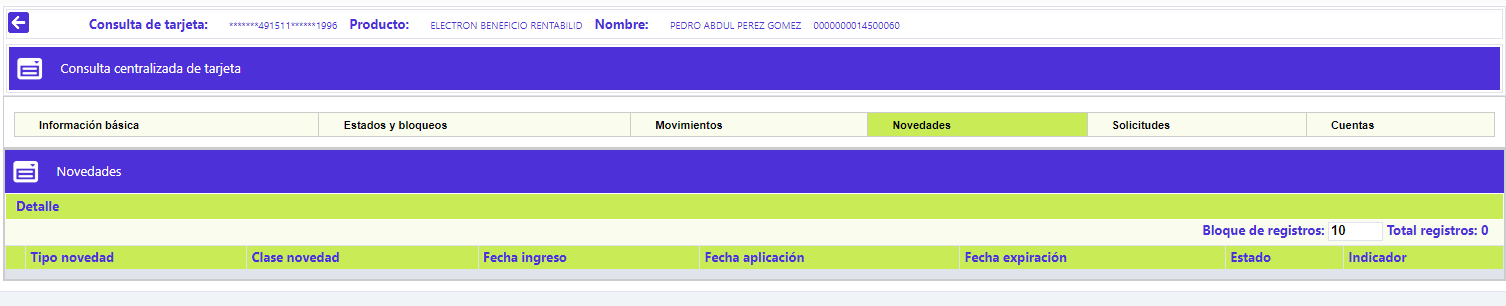 Consulta de tarjeta: *******491511******1996 Producto: ELECTRON BENEFICIO RENTABILID Nombre: PEDRO ABDUL PEREZ GOMEZ 0000000014500060
Consulta centralizada de tarjeta
Información básica Estados y bloqueos Movimientos Novedades Solicitudes Cuentas
Novedades
Detalle
Bloque de registros: 10 Total registros: 0
Tipo novedad Clase novedad Fecha ingreso Fecha aplicación Fecha expiración Estado Indicador